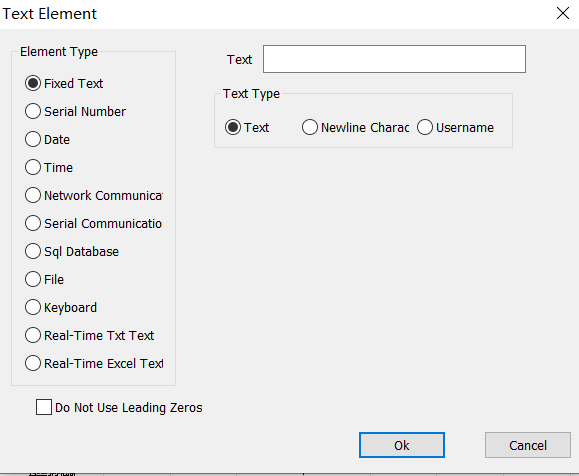 Text Element
Element Type
Fixed Text
Serial Number
Date
Time
Network Communica
Serial Communicatio
Sql Database
File
Keyboard
Real-Time Txt Text
Real-Time Excel Text
Do Not Use Leading Zeros
Text
Text Type
Text Newline Charac Username
Ok Cancel